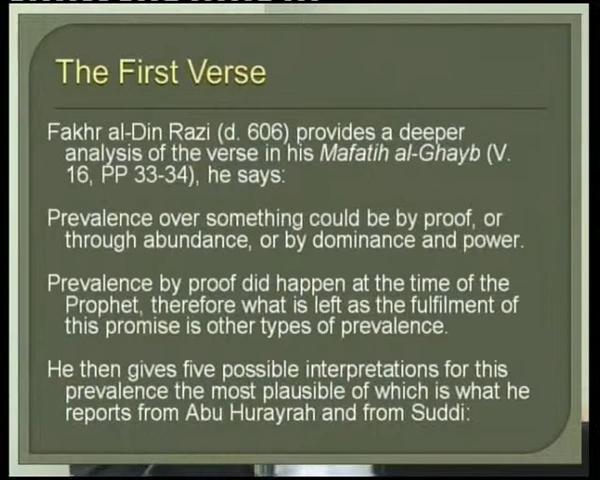 The First Verse
Fakhr al-Din Razi (d. 606) provides a deeper
analysis of the verse in his Mafatih al-Ghayb (V.
16, PP 33-34), he says:
Prevalence over something could be by proof, or
through abundance, or by dominance and power.
Prevalence by proof did happen at the time of the
Prophet, therefore what is left as the fulfilment of
this promise is other types of prevalence.
He then gives five possible interpretations for this
prevalence the most plausible of which is what he
reports from Abu Hurayrah and from Suddi: